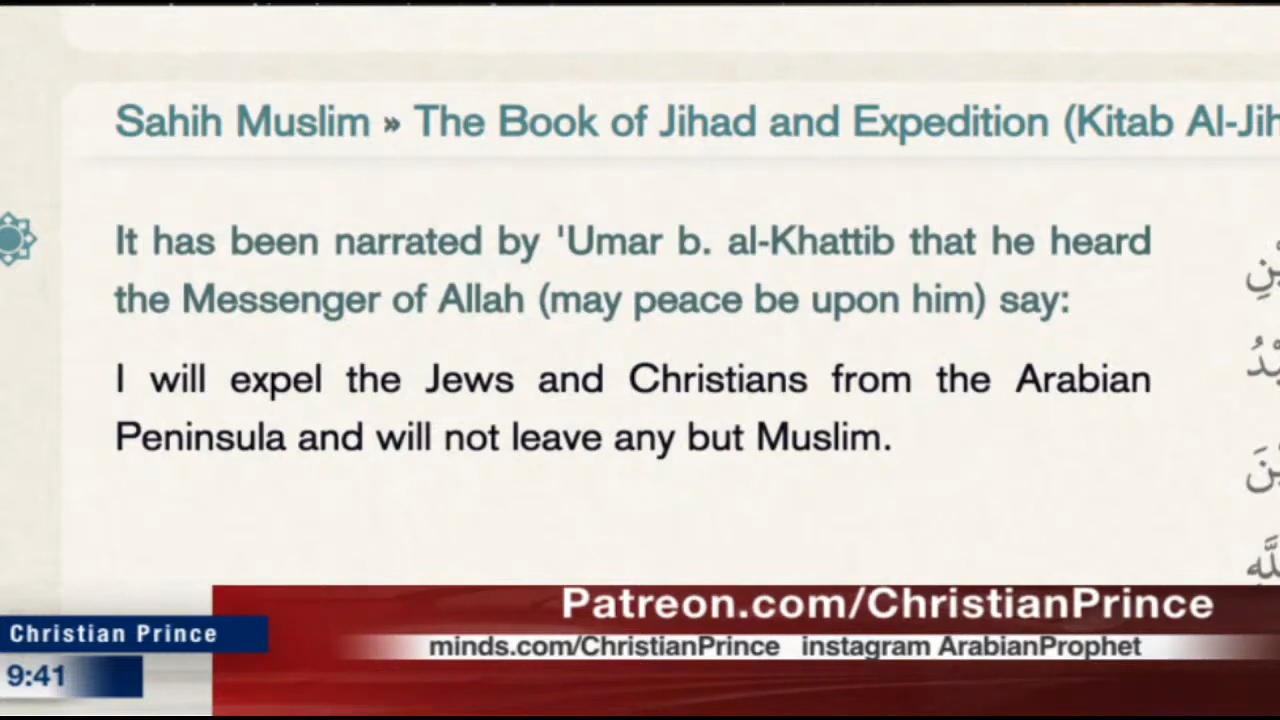 Sahih Muslim » The Book of Jihad and Expedition (Kitab Al-Jih
It has been narrated by 'Umar b. al-Khattib that he heard
the Messenger of Allah (may peace be upon him) say:
I will expel the Jews and Christians from the Arabian
Peninsula and will not leave any but Muslim.
Patreon.com/ChristianPrince
Christian Prince
minds.com/ChristianPrince instagram ArabianProphet
9:41